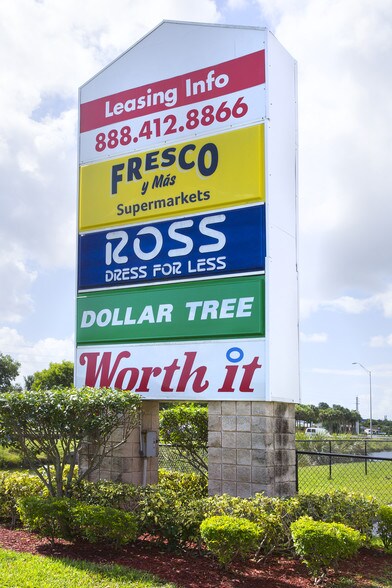 Leasing Info
888.412.8866
FRESCO
y Más
Supermarkets
ROSS
DRESS FOR LESS
DOLLAR TREE
Worth it